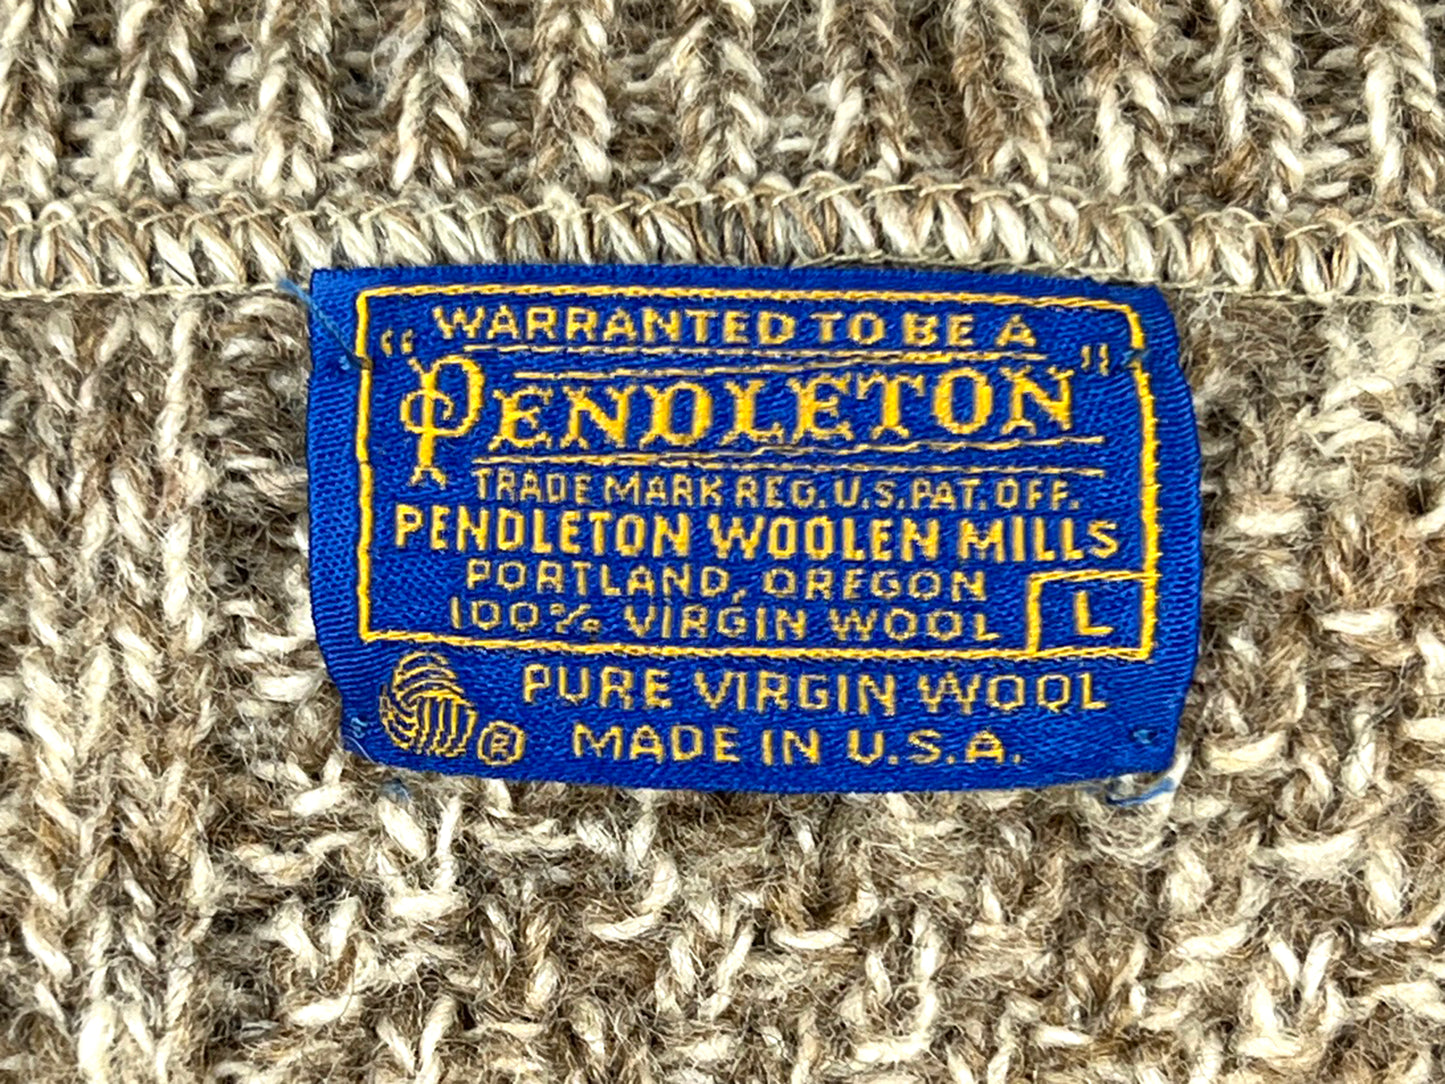 WARRANTED TO BE A
"PENDLETON"
TRADE MARK REG. U.S. PAT. OFF.
PENDLETON WOOLEN MILLS
PORTLAND, OREGON
100% VIRGIN WOOL L
PURE VIRGIN WOOL
® MADE IN U.S.A.